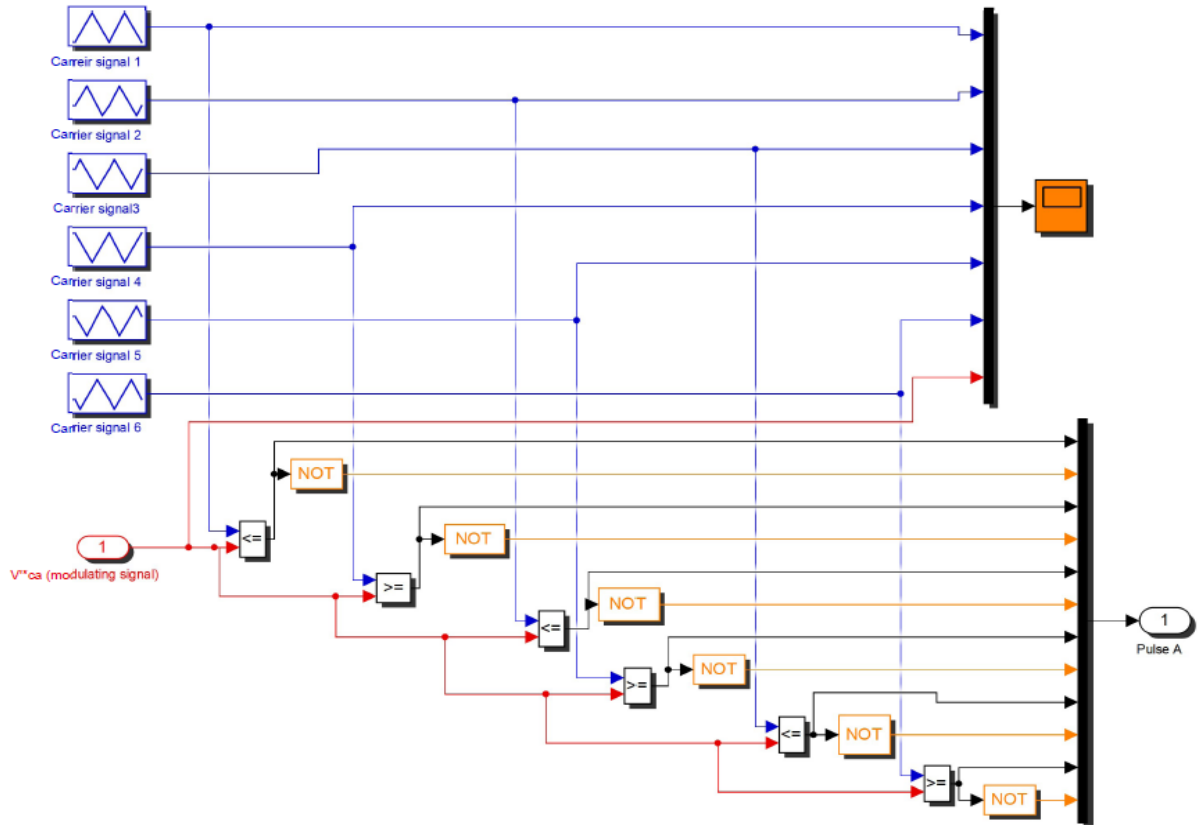 Carreir signal 1
Carrier signal 2
Carrier signal3
Carrier signal 4
Carrier signal 5
Carrier signal 6
NOT
<=
1
V'*ca (modulating signal)
NOT
>=
NOT
<=
1
Pulse A
NOT
>=
NOT
<=
NOT
>=